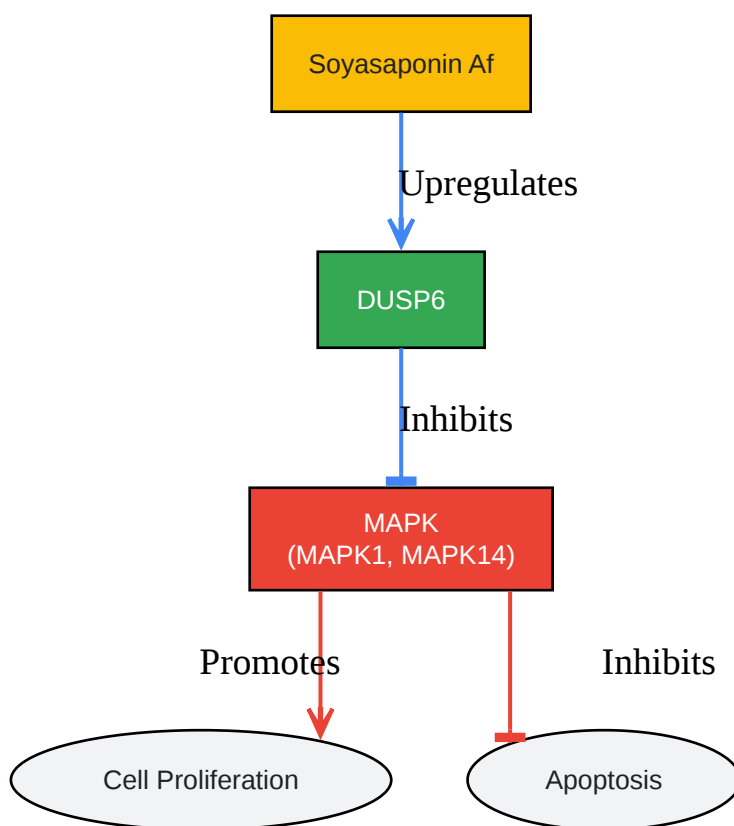 Soyasaponin Af
Upregulates
DUSP6
Inhibits
MAPK
(MAPK1, MAPK14)
Promotes
Inhibits
Cell Proliferation
Apoptosis